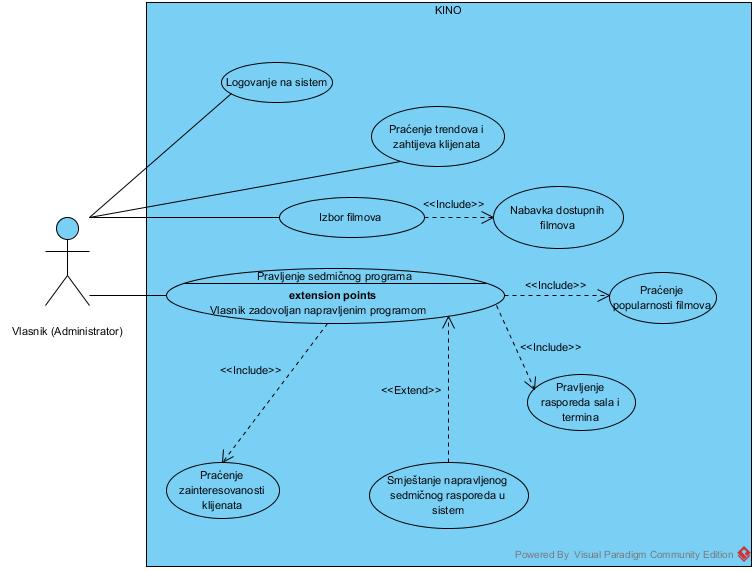 KINO
Logovanje na sistem
Praćenje trendova i
zahtijeva klijenata
Izbor filmova
<<Include>>
Nabavka dostupnih
filmova
Vlasnik (Administrator)
Pravljenje sedmičnog programa
extension points
Vlasnik zadovoljan napravljenim programom
<<Include>>
Praćenje
popularnosti filmova
<<Include>>
Pravljenje
rasporeda sala i
termina
<<Include>>
Praćenje
zainteresovanosti
klijenata
<<Extend>>
Smještanje napravljenog
sedmičnog rasporeda u
sistem
Powered By Visual Paradigm Community Edition